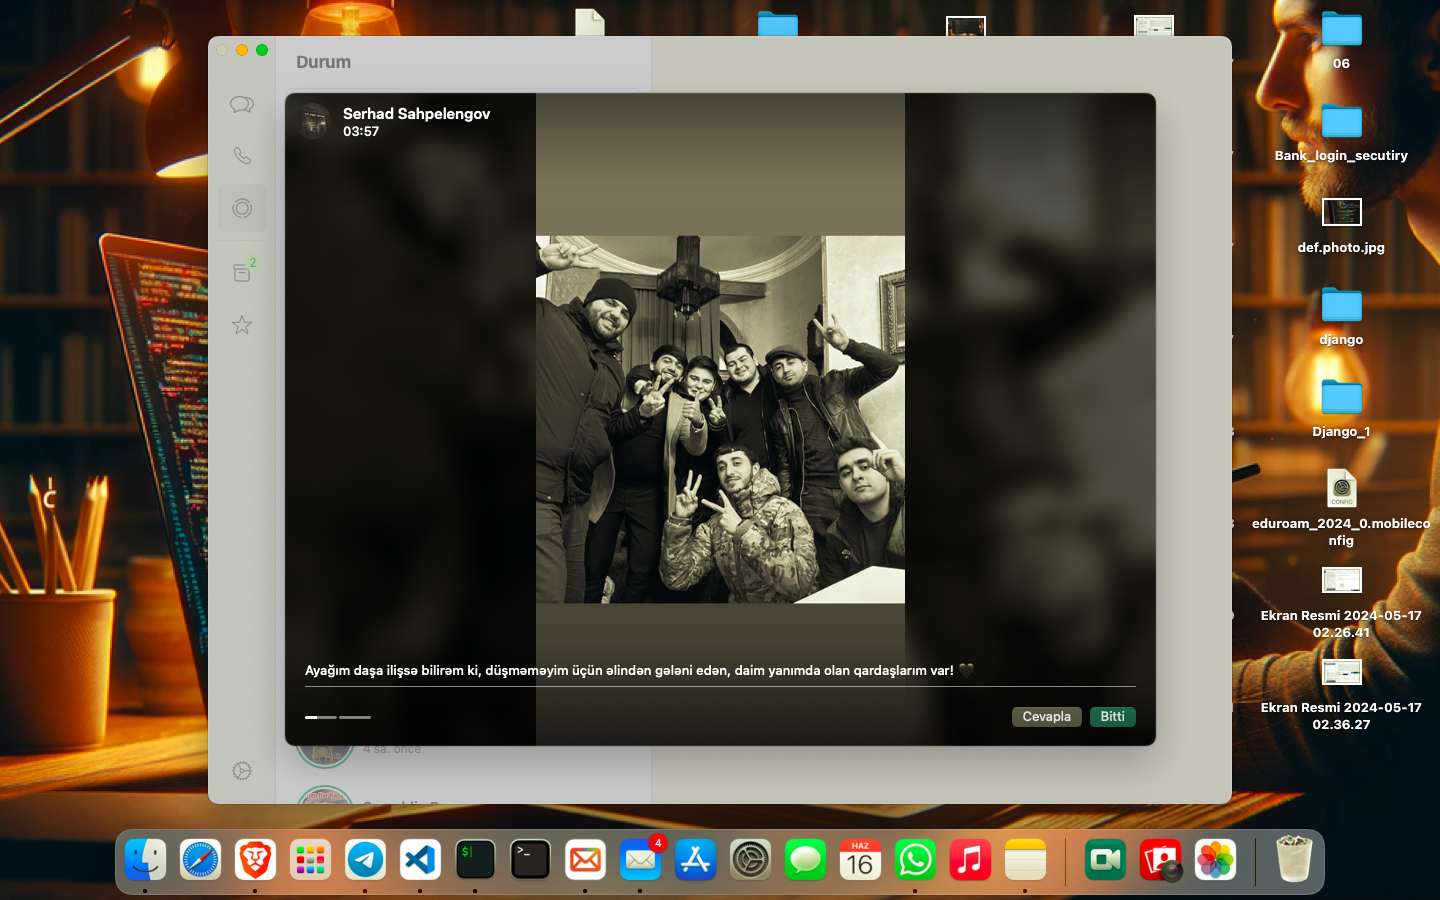 Durum
Serhad Sahpelengov
03:57
2
Ayağım daşa ilişsə bilirəm ki, düşməməyim üçün əlindən gələni edən, daim yanımda olan qardaşlarım var! 🖤
Cevapla
Bitti
4 sa. önce
06
Bank_login_secutiry
def.photo.jpg
django
Django_1
CONFIG
eduroam_2024_0.mobileco
nfig
Ekran Resmi 2024-05-17
02.26.41
Ekran Resmi 2024-05-17
02.36.27
$
>_
4
HAZ
16